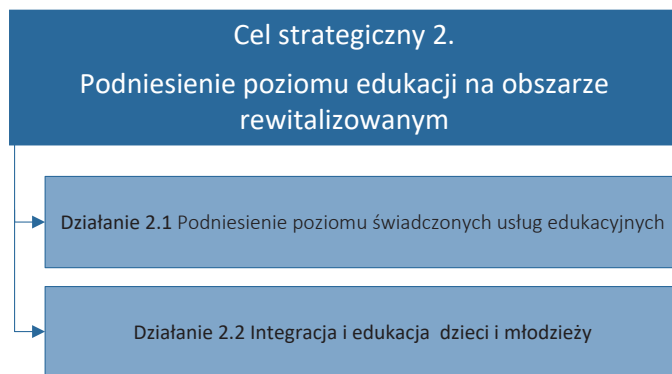 Cel strategiczny 2.
Podniesienie poziomu edukacji na obszarze
rewitalizowanym
Działanie 2.1 Podniesienie poziomu świadczonych usług edukacyjnych
Działanie 2.2 Integracja i edukacja  dzieci i młodzieży